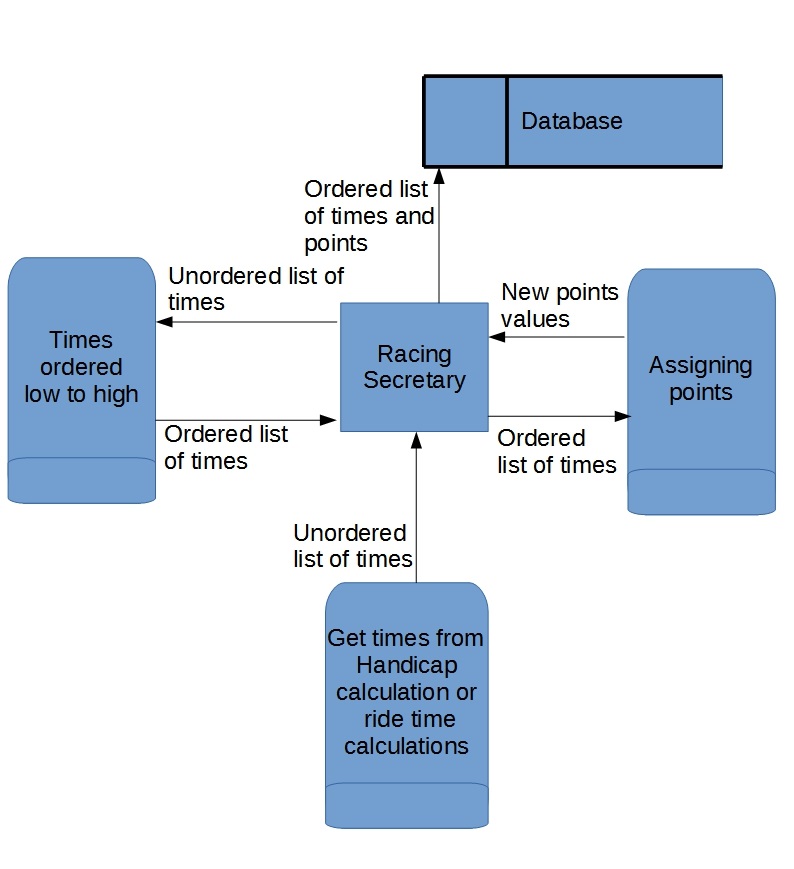 Database
Ordered list
of times and
points
Unordered list of
times
New points
values
Times
ordered
low to high
Racing
Secretary
Assigning
points
Ordered list
of times
Ordered
list of times
Unordered
list of times
Get times from
Handicap
calculation or
ride time
calculations